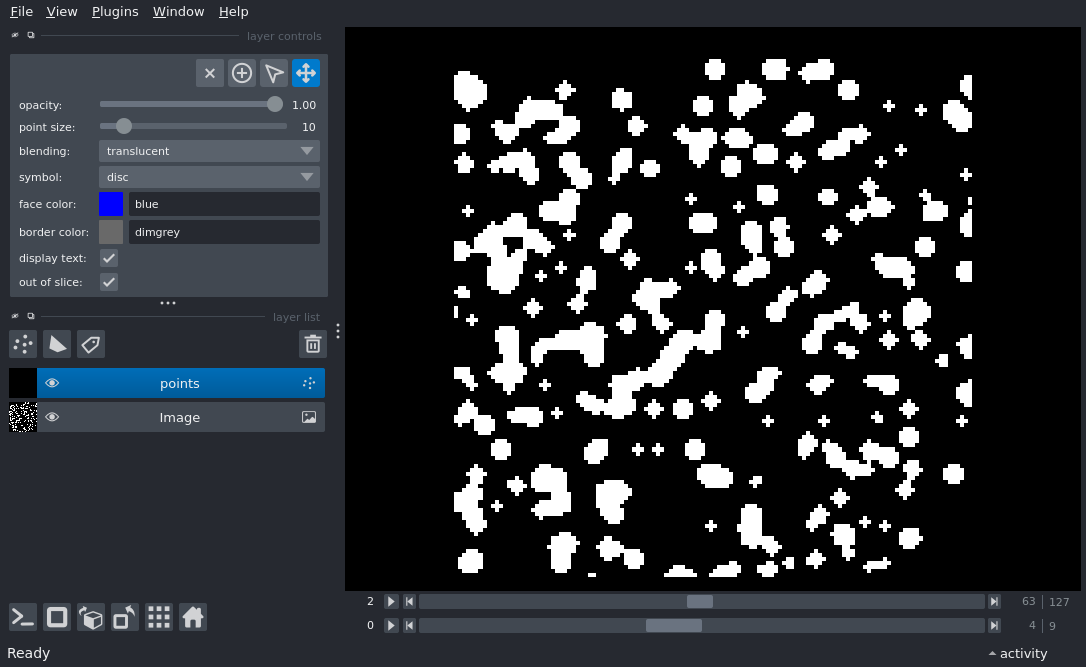 File View Plugins Window Help
layer controls
opacity: 1.00
point size: 10
blending: translucent
symbol: disc
face color: blue
border color: dimgrey
display text:
out of slice:
layer list
points
Image
2 63 127
0 4 9
Ready activity